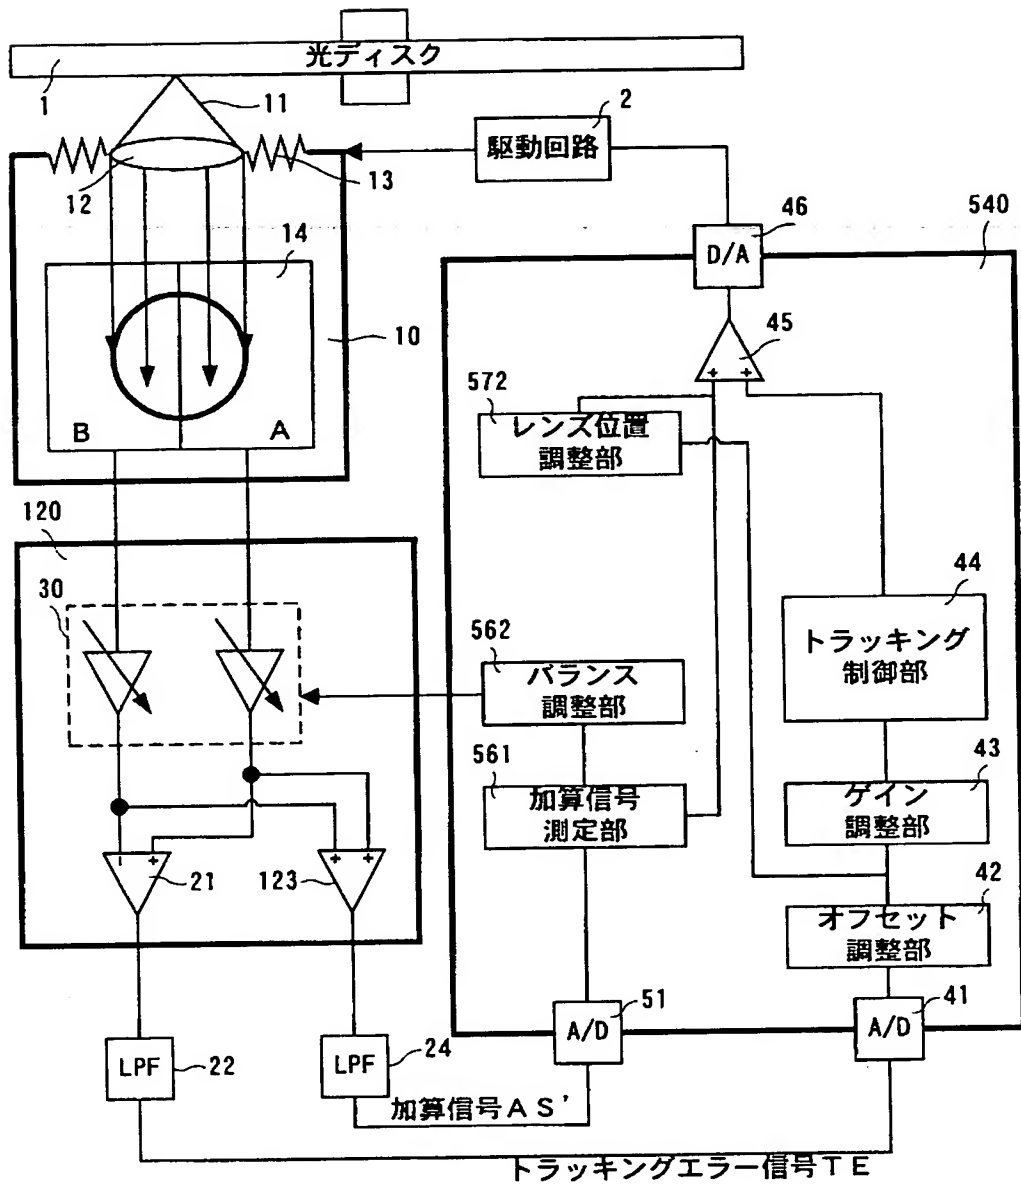 光ディスク
1
11
2
駆動回路
12
13
46
540
14
D/A
45
10
572
B
A
レンズ位置
調整部
120
44
30
562
トラッキング
制御部
バランス
調整部
561
43
加算信号
測定部
ゲイン
調整部
- +
21
123
+ +
42
オフセット
調整部
51
41
A/D
A/D
LPF
22
LPF
24
加算信号AS'
トラッキングエラー信号TE
+ +